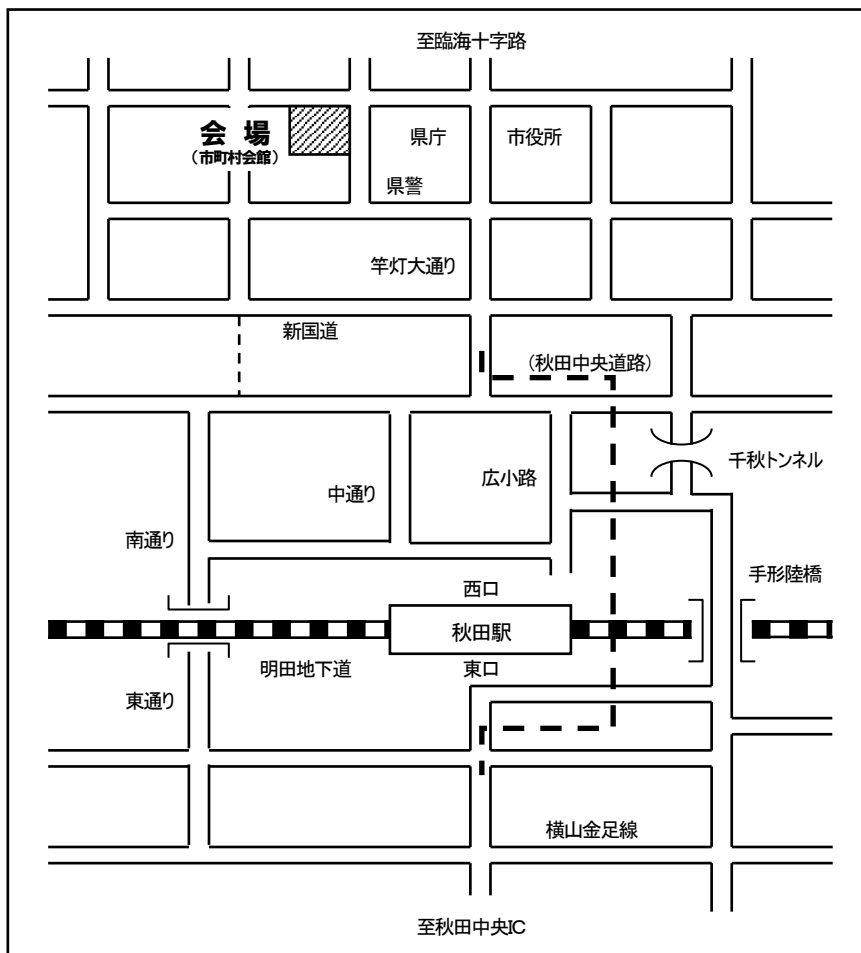 至臨海十字路
会場
(市町村会館)
県庁
市役所
県警
竿灯大通り
新国道
(秋田中央道路)
千秋トンネル
広小路
中通り
南通り
手形陸橋
西口
秋田駅
東口
明田地下道
東通り
横山金足線
至秋田中央IC